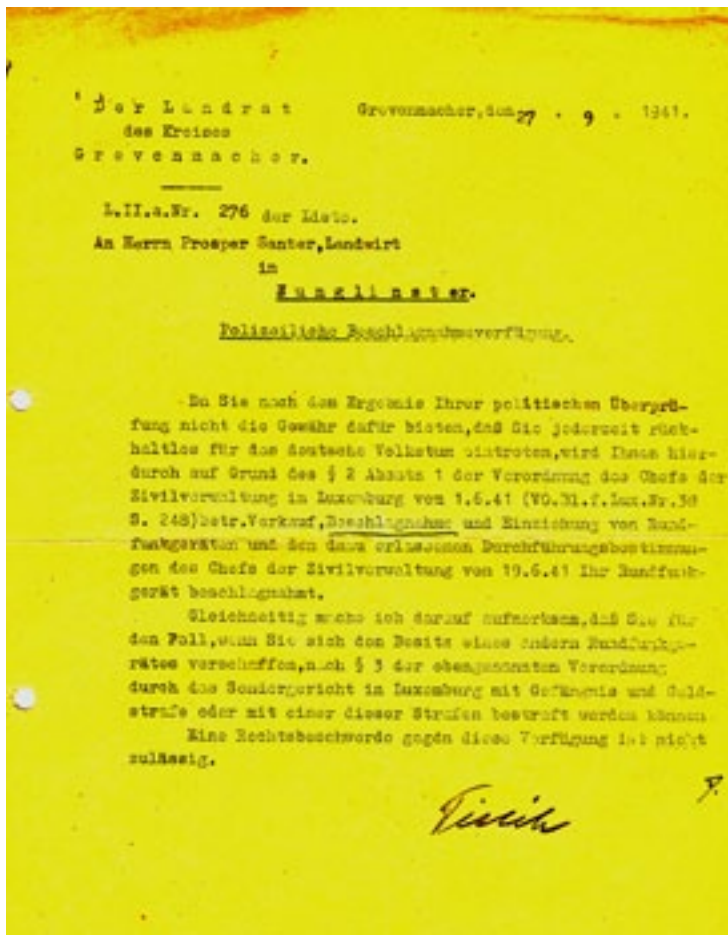 Der Landrat
des Kreises
Grevenmacher.
Grevenmacher, den 27 . 9 . 1941.
L.II.a.Nr. 276 der Liste.
An Herrn Prosper Santer, Landwirt
in
Junglinster.
Polizeiliche Beschlagnahmeverfügung.
Da Sie nach dem Ergebnis Ihrer politischen Überprü-
fung nicht die Gewähr dafür bieten, daß Sie jederzeit rück-
haltlos für das deutsche Volkstum eintreten, wird Ihnen hier-
durch auf Grund des § 2 Absatz 1 der Verordnung des Chefs der
Zivilverwaltung in Luxemburg vom 1.6.41 (VO.Bl.f.Lux.Nr.38
S. 248) betr. Verkauf, Beschlagnahme und Einziehung von Rund-
funkgeräten und den dazu erlassenen Durchführungsbestimmun-
gen des Chefs der Zivilverwaltung vom 19.6.41 Ihr Rundfunk-
gerät beschlagnahmt.
Gleichzeitig mache ich darauf aufmerksam, daß Sie für
den Fall, wenn Sie sich den Besitz eines andern Rundfunkge-
rätes verschaffen, nach § 3 der obengenannten Verordnung
durch das Sondergericht in Luxemburg mit Gefängnis und Geld-
strafe oder mit einer dieser Strafen bestraft werden können
Eine Rechtsbeschwerde gegen diese Verfügung ist nicht
zulässig.